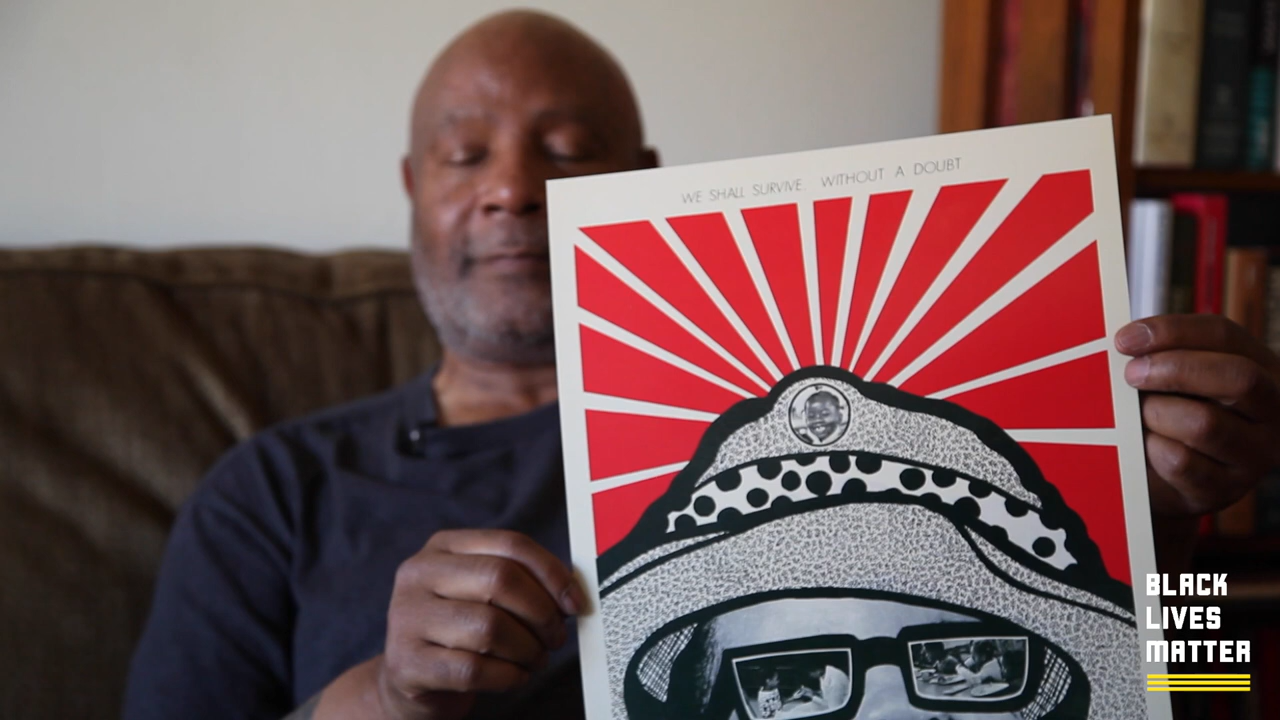 WE SHALL SURVIVE. WITHOUT A DOUBT
BLACK
LIVES
MATTER